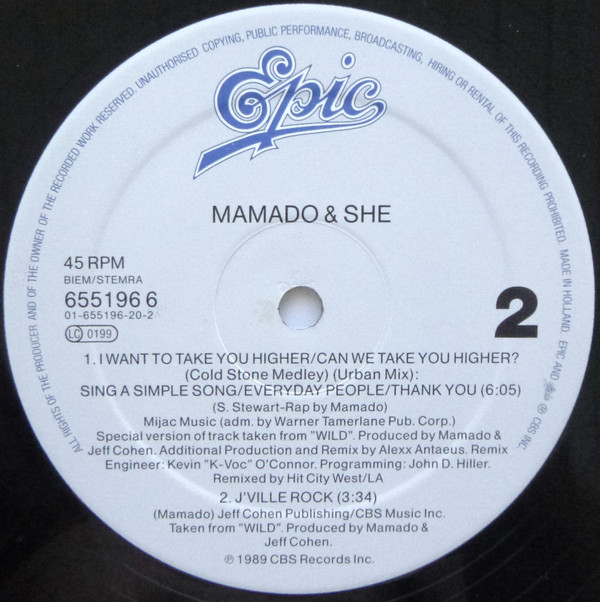 ALL RIGHTS OF THE PRODUCER AND OF THE OWNER OF THE RECORDED WORK RESERVED. UNAUTHORISED COPYING, PUBLIC PERFORMANCE, BROADCASTING, HIRING OR RENTAL OF THIS RECORDING PROHIBITED. MADE IN HOLLAND. EPIC AND ® CBS INC.
Epic
MAMADO & SHE
45 RPM
BIEM/STEMRA
655196 6
01-655196-20-2
LC 0199
2
1. I WANT TO TAKE YOU HIGHER/CAN WE TAKE YOU HIGHER?
(Cold Stone Medley) (Urban Mix):
SING A SIMPLE SONG/EVERYDAY PEOPLE/THANK YOU (6:05)
(S. Stewart-Rap by Mamado)
Mijac Music (adm. by Warner Tamerlane Pub. Corp.)
Special version of track taken from "WILD". Produced by Mamado &
Jeff Cohen. Additional Production and Remix by Alexx Antaeus. Remix
Engineer: Kevin "K-Voc" O'Connor. Programming: John D. Hiller.
Remixed by Hit City West/LA
2. J'VILLE ROCK (3:34)
(Mamado) Jeff Cohen Publishing/CBS Music Inc.
Taken from "WILD". Produced by Mamado &
Jeff Cohen.
℗ 1989 CBS Records Inc.